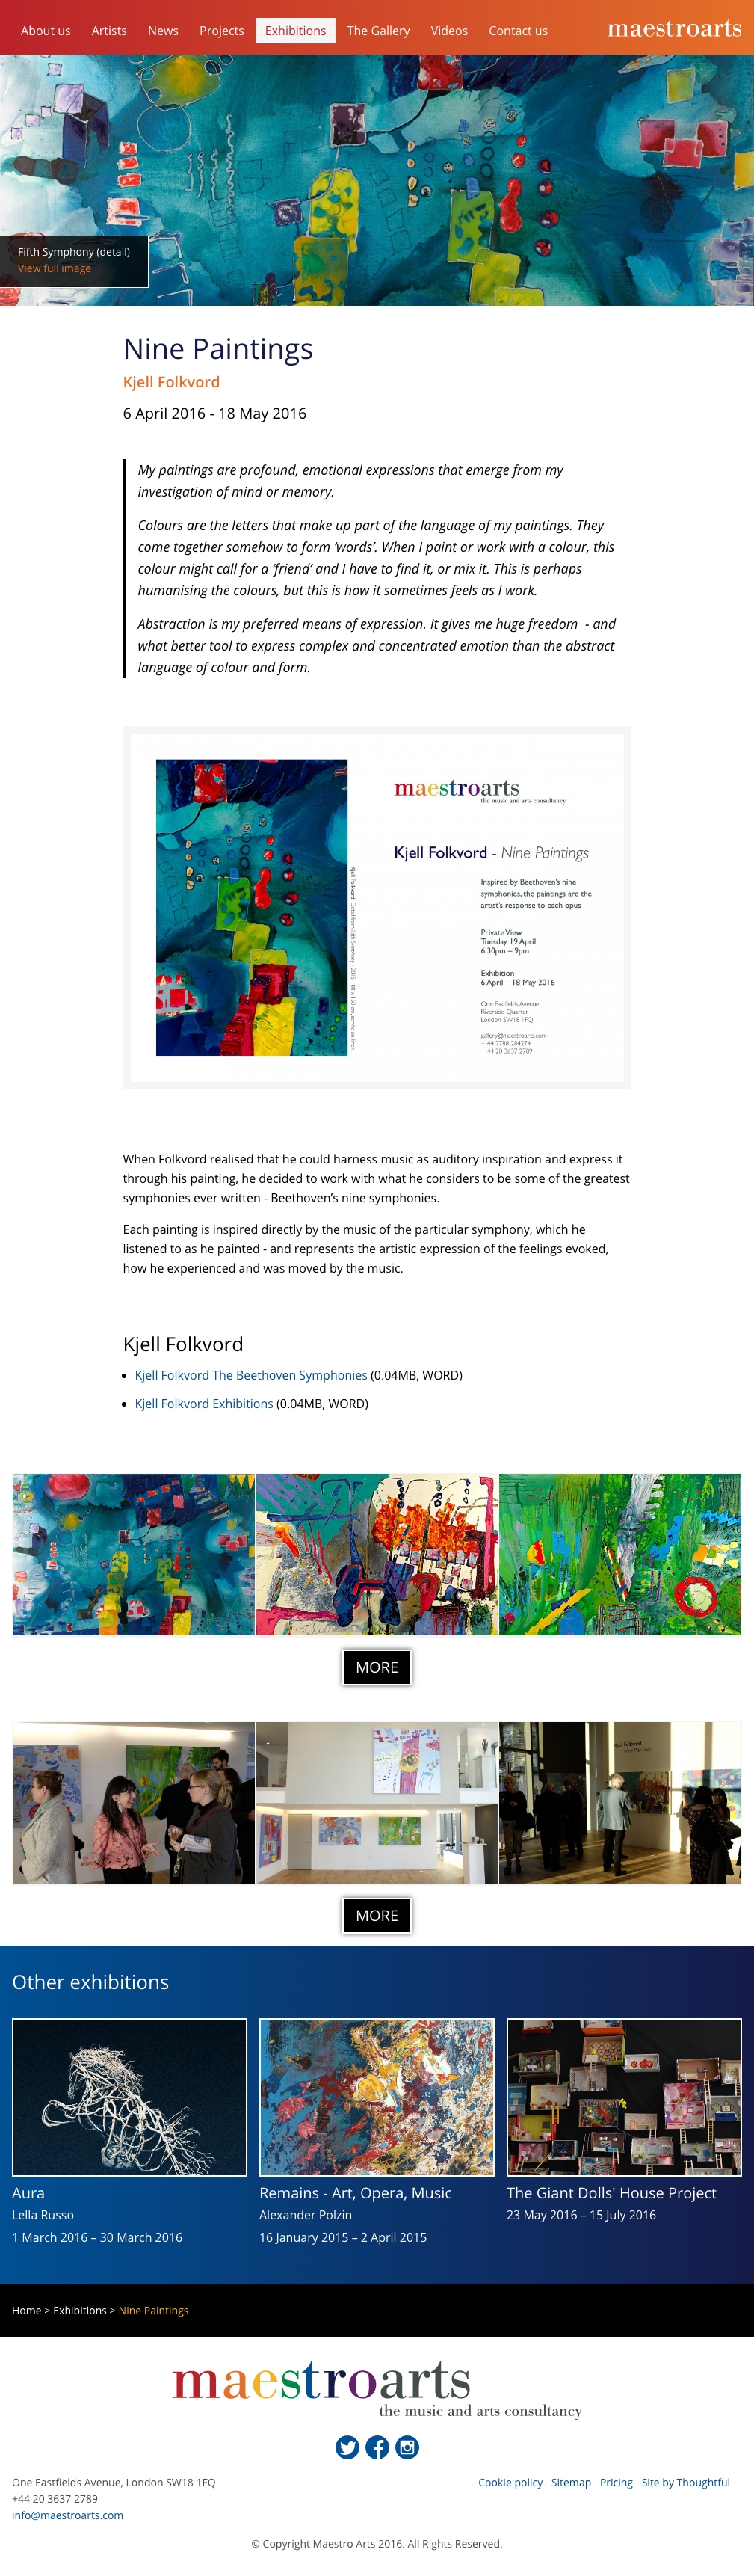 About us Artists News Projects Exhibitions The Gallery Videos Contact us maestroarts
Fifth Symphony (detail)
View full image
Nine Paintings
Kjell Folkvord
6 April 2016 - 18 May 2016
My paintings are profound, emotional expressions that emerge from my
investigation of mind or memory.
Colours are the letters that make up part of the language of my paintings. They
come together somehow to form ‘words’. When I paint or work with a colour, this
colour might call for a ‘friend’ and I have to find it, or mix it. This is perhaps
humanising the colours, but this is how it sometimes feels as I work.
Abstraction is my preferred means of expression. It gives me huge freedom - and
what better tool to express complex and concentrated emotion than the abstract
language of colour and form.
maestroarts
the music and arts consultancy
Kjell Folkvord - Nine Paintings
Inspired by Beethoven's nine
symphonies, the paintings are the
artist's response to each opus
Private View
Tuesday 19 April
6.30pm – 9pm
Exhibition
6 April – 18 May 2016
One Eastfields Avenue
Riverside Quarter
London SW18 1FQ
gallery@maestroarts.com
+ 44 7788 284274
+ 44 20 3637 2789
Kjell Folkvord Detail from Fifth Symphony - 2015, 100 x 150 cm, acrylic on linen
When Folkvord realised that he could harness music as auditory inspiration and express it
through his painting, he decided to work with what he considers to be some of the greatest
symphonies ever written - Beethoven’s nine symphonies.
Each painting is inspired directly by the music of the particular symphony, which he
listened to as he painted - and represents the artistic expression of the feelings evoked,
how he experienced and was moved by the music.
Kjell Folkvord
Kjell Folkvord The Beethoven Symphonies (0.04MB, WORD)
Kjell Folkvord Exhibitions (0.04MB, WORD)
MORE
Kjell Folkvord
Nine Paintings
MORE
Other exhibitions
Aura
Lella Russo
1 March 2016 – 30 March 2016
Remains - Art, Opera, Music
Alexander Polzin
16 January 2015 – 2 April 2015
The Giant Dolls' House Project
23 May 2016 – 15 July 2016
Home > Exhibitions > Nine Paintings
maestroarts
the music and arts consultancy
One Eastfields Avenue, London SW18 1FQ
+44 20 3637 2789
info@maestroarts.com
Cookie policy Sitemap Pricing Site by Thoughtful
© Copyright Maestro Arts 2016. All Rights Reserved.